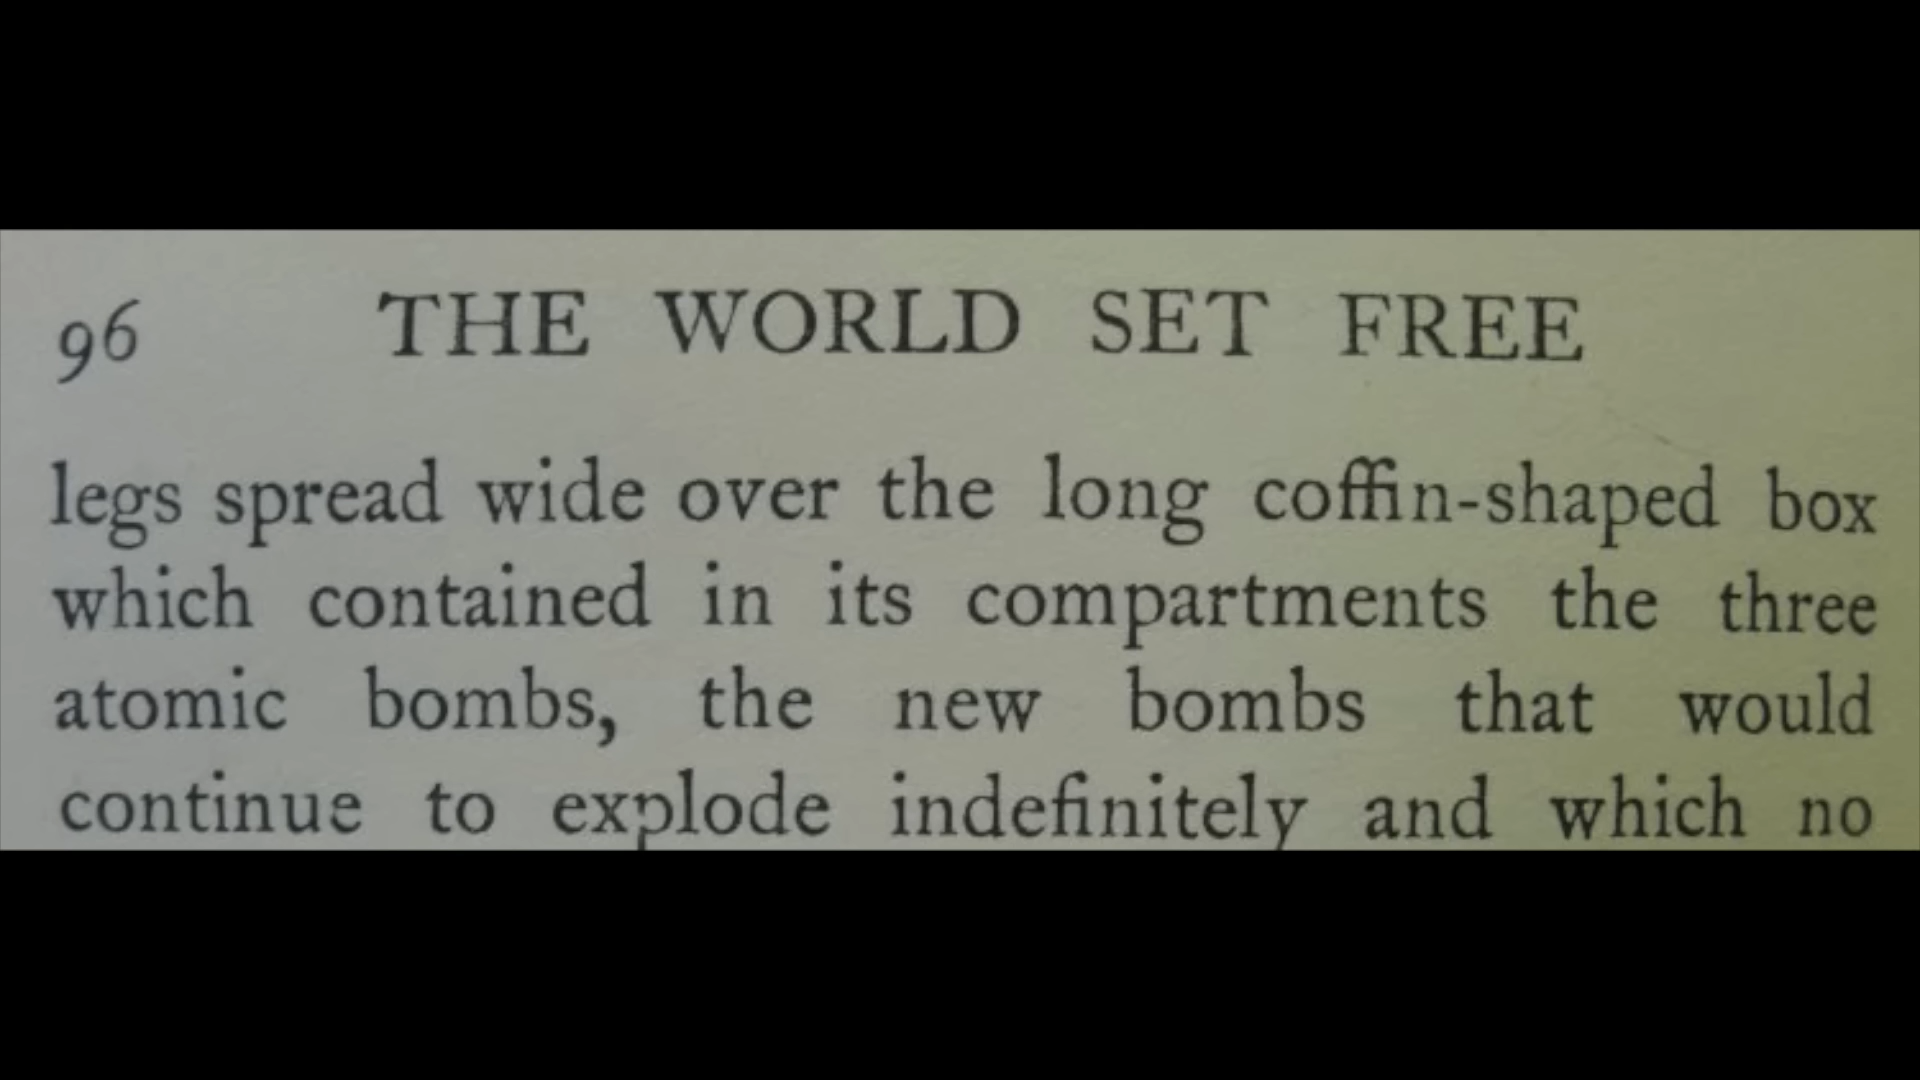 96 THE WORLD SET FREE
legs spread wide over the long coffin-shaped box
which contained in its compartments the three
atomic bombs, the new bombs that would
continue to explode indefinitely and which no